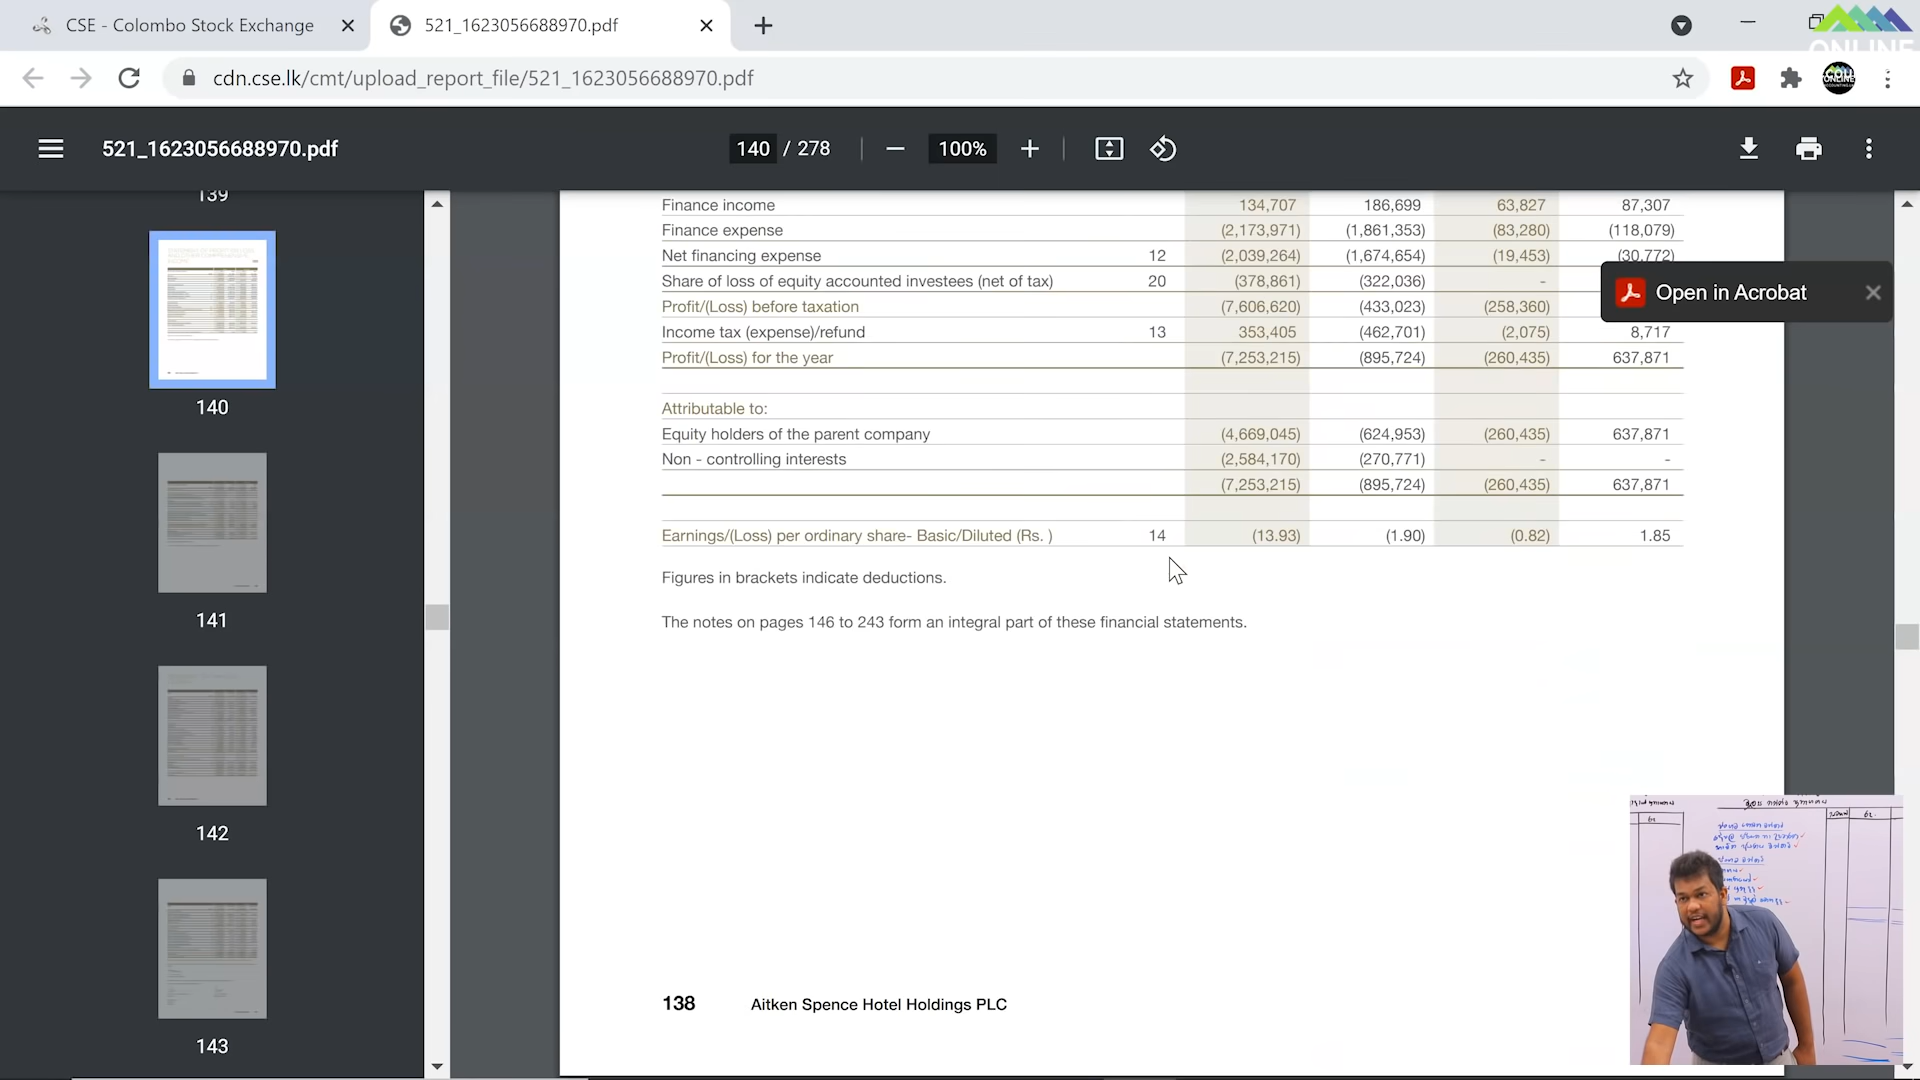 CSE - Colombo Stock Exchange
521_1623056688970.pdf
ONLINE
cdn.cse.lk/cmt/upload_report_file/521_1623056688970.pdf
521_1623056688970.pdf
140 / 278
100%
Open in Acrobat
139
140
141
142
143
Finance income 134,707 186,699 63,827 87,307
Finance expense (2,173,971) (1,861,353) (83,280) (118,079)
Net financing expense 12 (2,039,264) (1,674,654) (19,453) (30,772)
Share of loss of equity accounted investees (net of tax) 20 (378,861) (322,036) -
Profit/(Loss) before taxation (7,606,620) (433,023) (258,360)
Income tax (expense)/refund 13 353,405 (462,701) (2,075) 8,717
Profit/(Loss) for the year (7,253,215) (895,724) (260,435) 637,871
Attributable to:
Equity holders of the parent company (4,669,045) (624,953) (260,435) 637,871
Non - controlling interests (2,584,170) (270,771) - -
(7,253,215) (895,724) (260,435) 637,871
Earnings/(Loss) per ordinary share- Basic/Diluted (Rs. ) 14 (13.93) (1.90) (0.82) 1.85
Figures in brackets indicate deductions.
The notes on pages 146 to 243 form an integral part of these financial statements.
138 Aitken Spence Hotel Holdings PLC